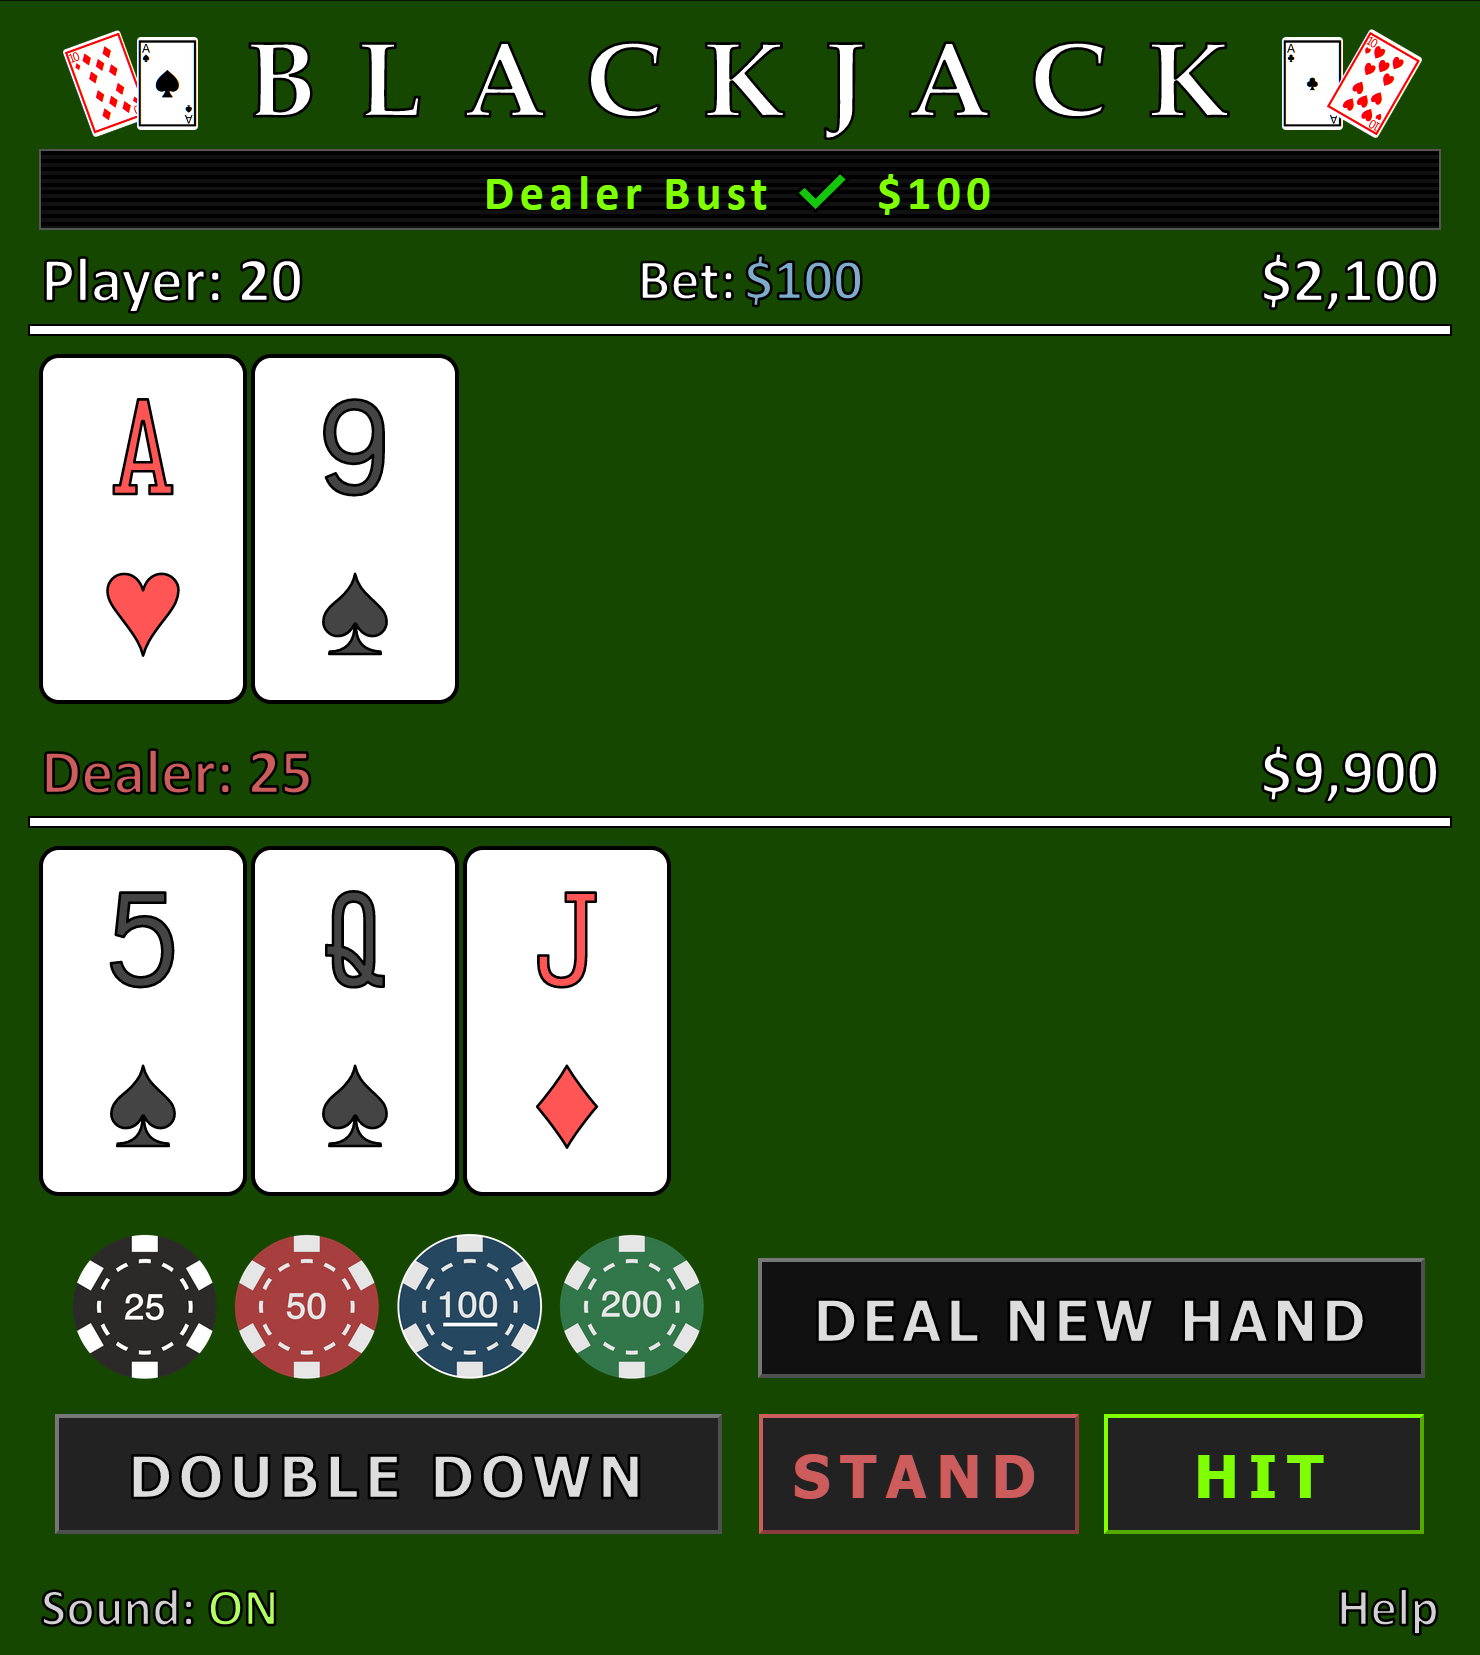 BLACKJACK
Dealer Bust ✓ $100
Player: 20 Bet: $100 $2,100
A 9
Dealer: 25 $9,900
5 Q J
25 50 100 200 DEAL NEW HAND
DOUBLE DOWN STAND HIT
Sound: ON Help